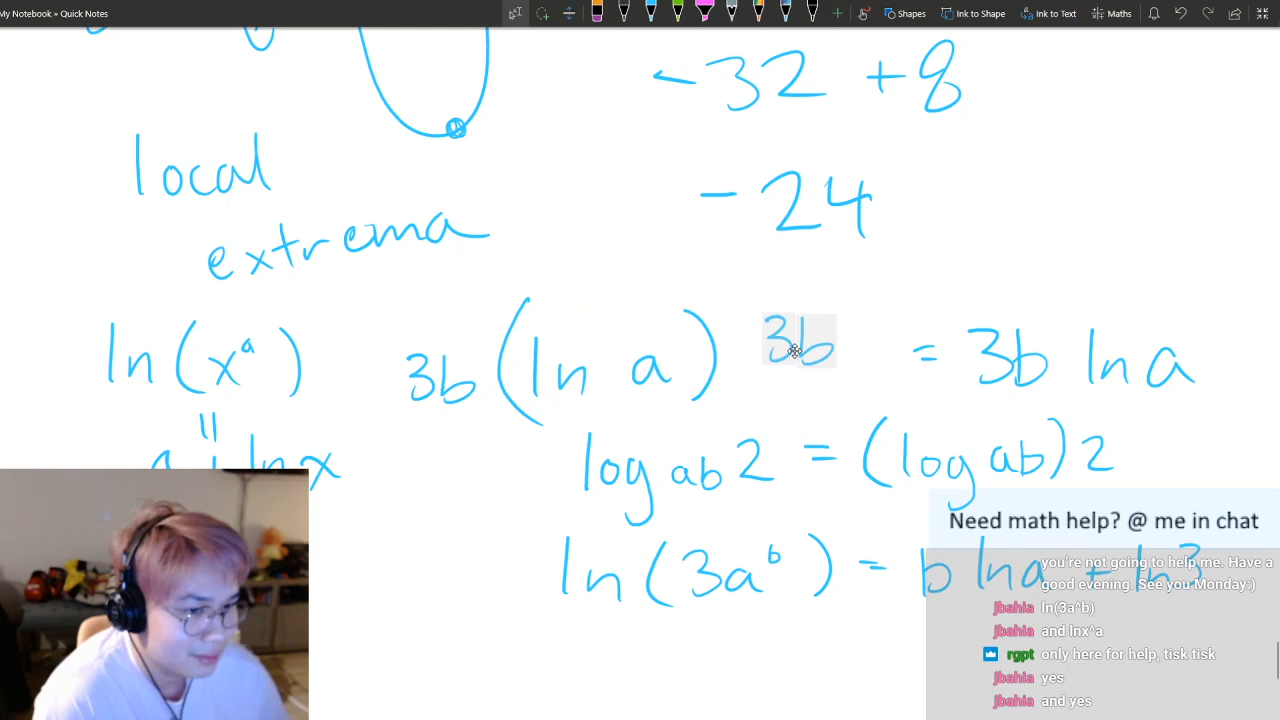 My Notebook » Quick Notes
Shapes Ink to Shape Ink to Text Maths
-32 +8
-24
local
extrema
ln(x^a) 3b(ln a) 3b = 3b ln a
ln x
log ab 2 = (log ab) 2
ln(3a^b) = b ln a + ln 3
Need math help? @ me in chat
you're not going to help me. Have a
good evening. See you Monday:)
jbahia ln(3a^b)
jbahia and lnx^a
rgpt only here for help, tisk tisk
jbahia yes
jbahia and yes